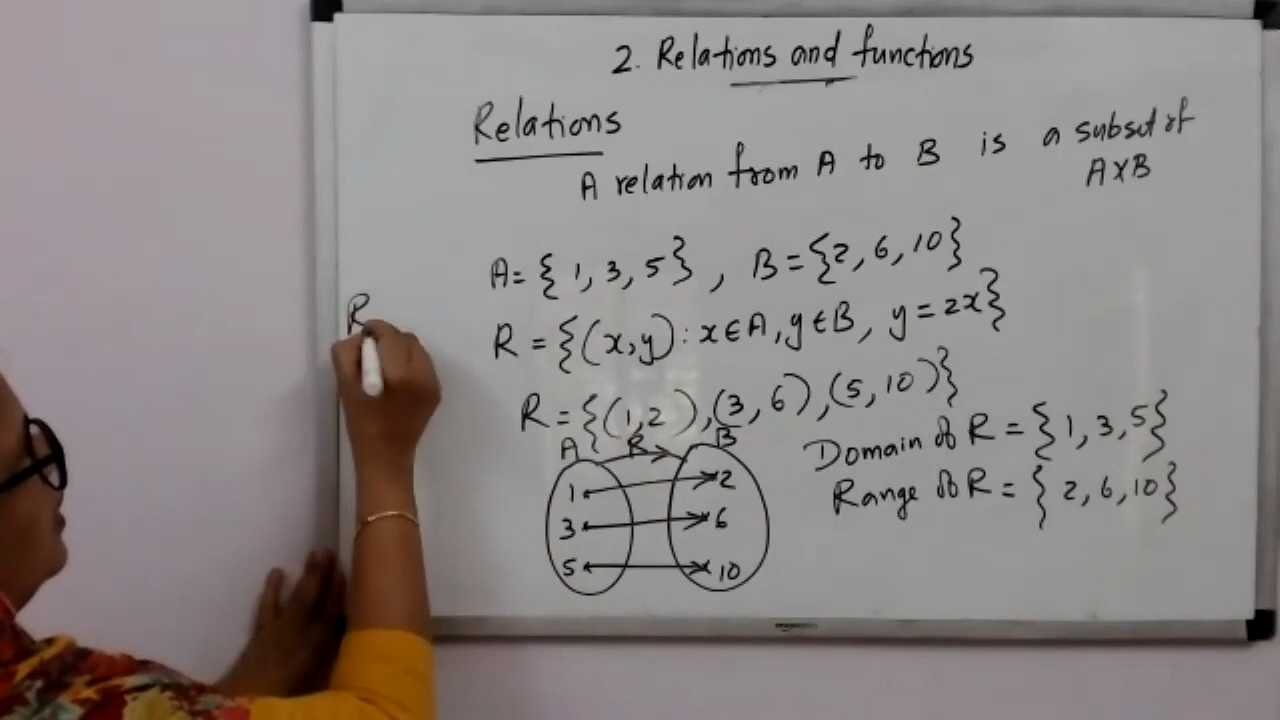 2. Relations and functions
Relations
A relation from A to B is a subset of
A×B
A= { 1, 3, 5 } , B = {2, 6, 10}
R = {(x,y) : x∈A, y∈B, y = 2x}
R = {(1,2), (3, 6), (5, 10)}
Domain of R = { 1, 3, 5}
Range of R = { 2, 6, 10}
A R B
1 2
3 6
5 10
R